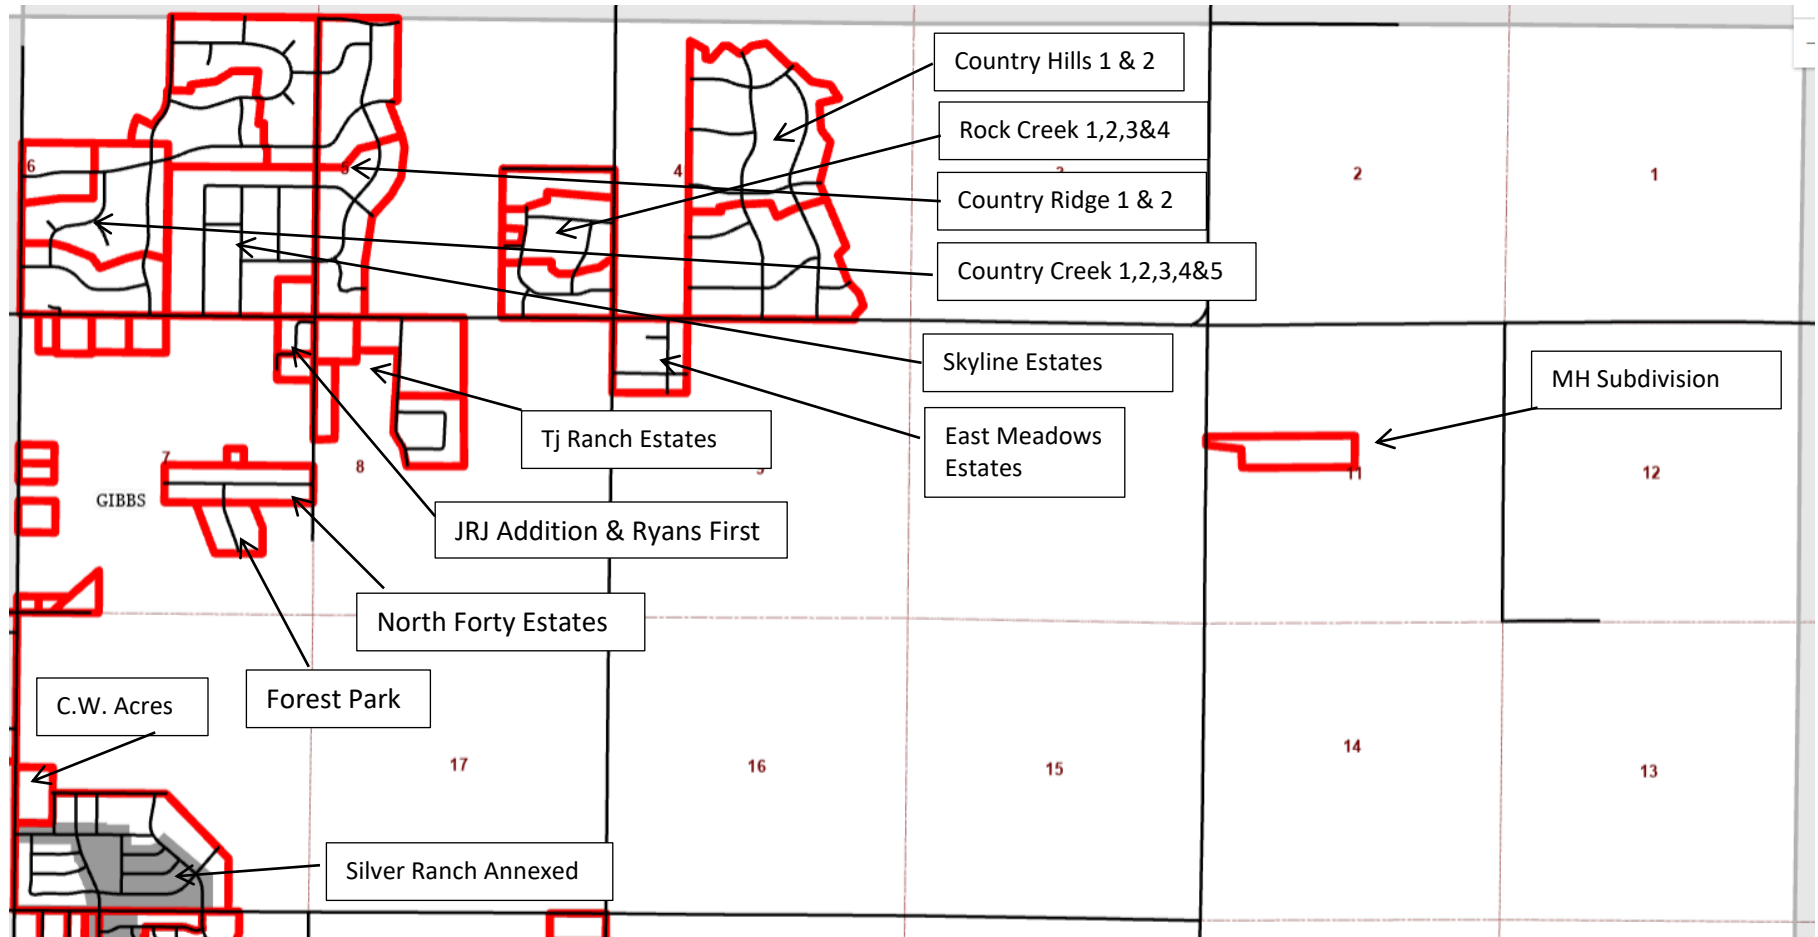 Country Hills 1 & 2
Rock Creek 1,2,3&4
6
5
4
3
2
1
Country Ridge 1 & 2
Country Creek 1,2,3,4&5
Skyline Estates
MH Subdivision
Tj Ranch Estates
East Meadows
Estates
7
8
9
11
12
GIBBS
JRJ Addition & Ryans First
North Forty Estates
Forest Park
C.W. Acres
17
16
15
14
13
Silver Ranch Annexed